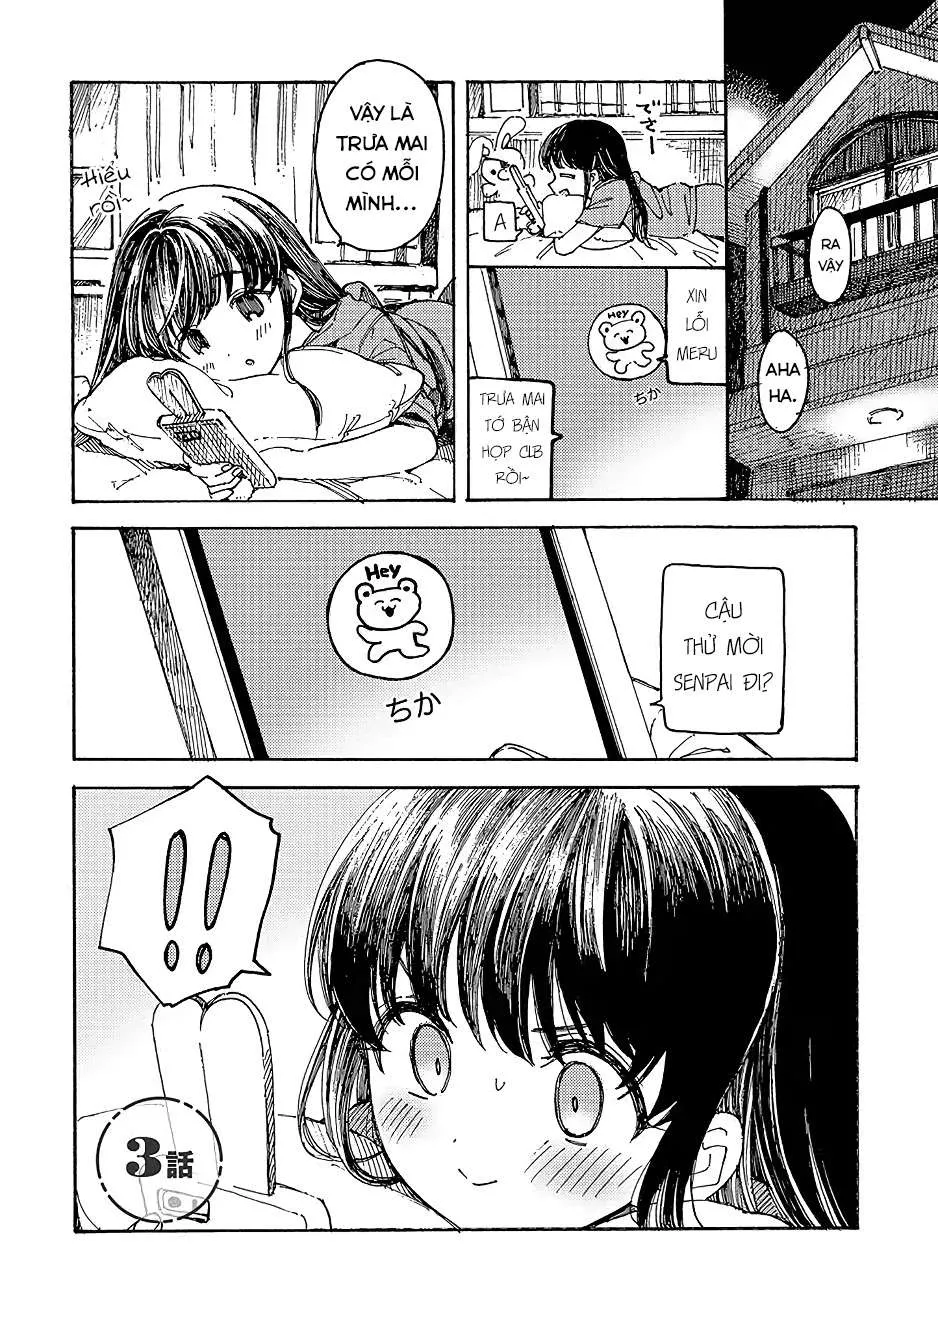 RA
VẬY
AHA
HA.
でさー
A
XIN
LỖI
MERU
Hey
ちか
TRƯA MAI
TỚ BẬN
HỌP CLB
RỒI~
VẬY LÀ
TRƯA MAI
CÓ MỖI
MÌNH...
Hiểu
rồi~
CẬU
THỬ MỜI
SENPAI ĐI?
Hey
ちか
!!
3話